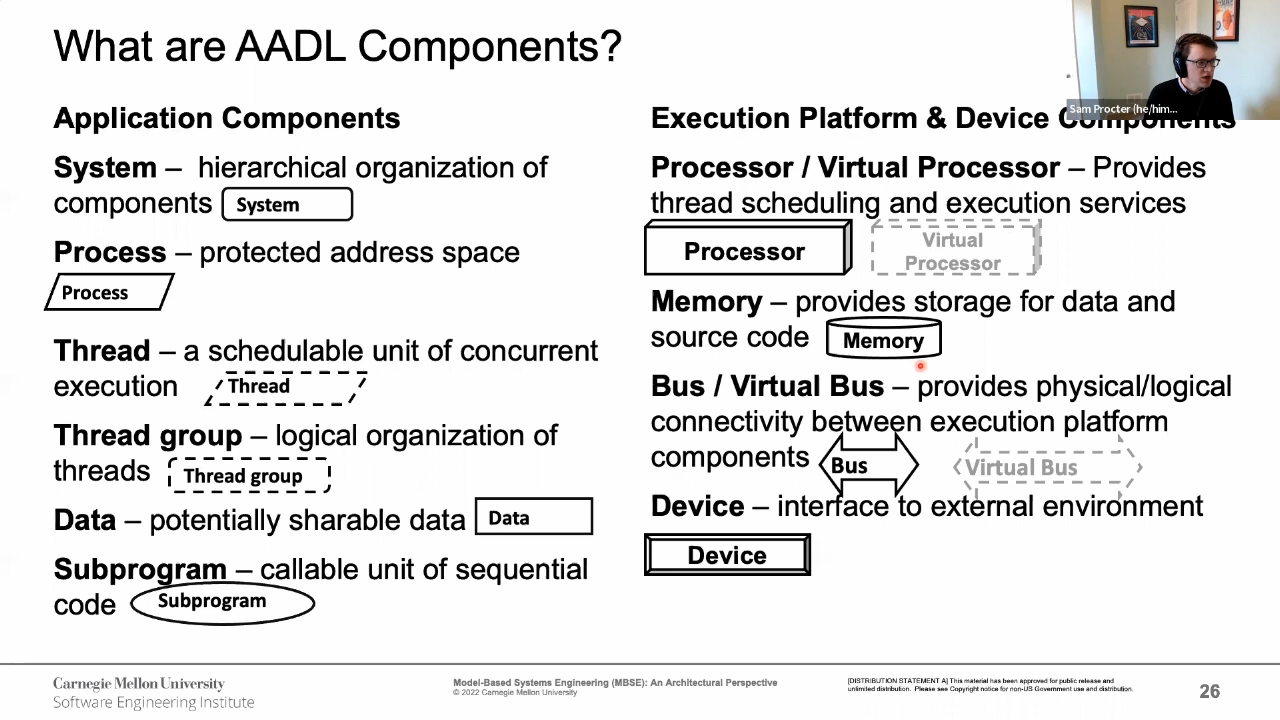 What are AADL Components?
Sam Procter (he/him...
Application Components
System – hierarchical organization of
components
System
Process – protected address space
Process
Thread – a schedulable unit of concurrent
execution
Thread
Thread group – logical organization of
threads
Thread group
Data – potentially sharable data
Data
Subprogram – callable unit of sequential
code
Subprogram
Execution Platform & Device Components
Processor / Virtual Processor – Provides
thread scheduling and execution services
Processor
Virtual
Processor
Memory – provides storage for data and
source code
Memory
Bus / Virtual Bus – provides physical/logical
connectivity between execution platform
components
Bus
Virtual Bus
Device – interface to external environment
Device
Carnegie Mellon University
Software Engineering Institute
Model-Based Systems Engineering (MBSE): An Architectural Perspective
© 2022 Carnegie Mellon University
[DISTRIBUTION STATEMENT A] This material has been approved for public release and
unlimited distribution. Please see Copyright notice for non-US Government use and distribution.
26